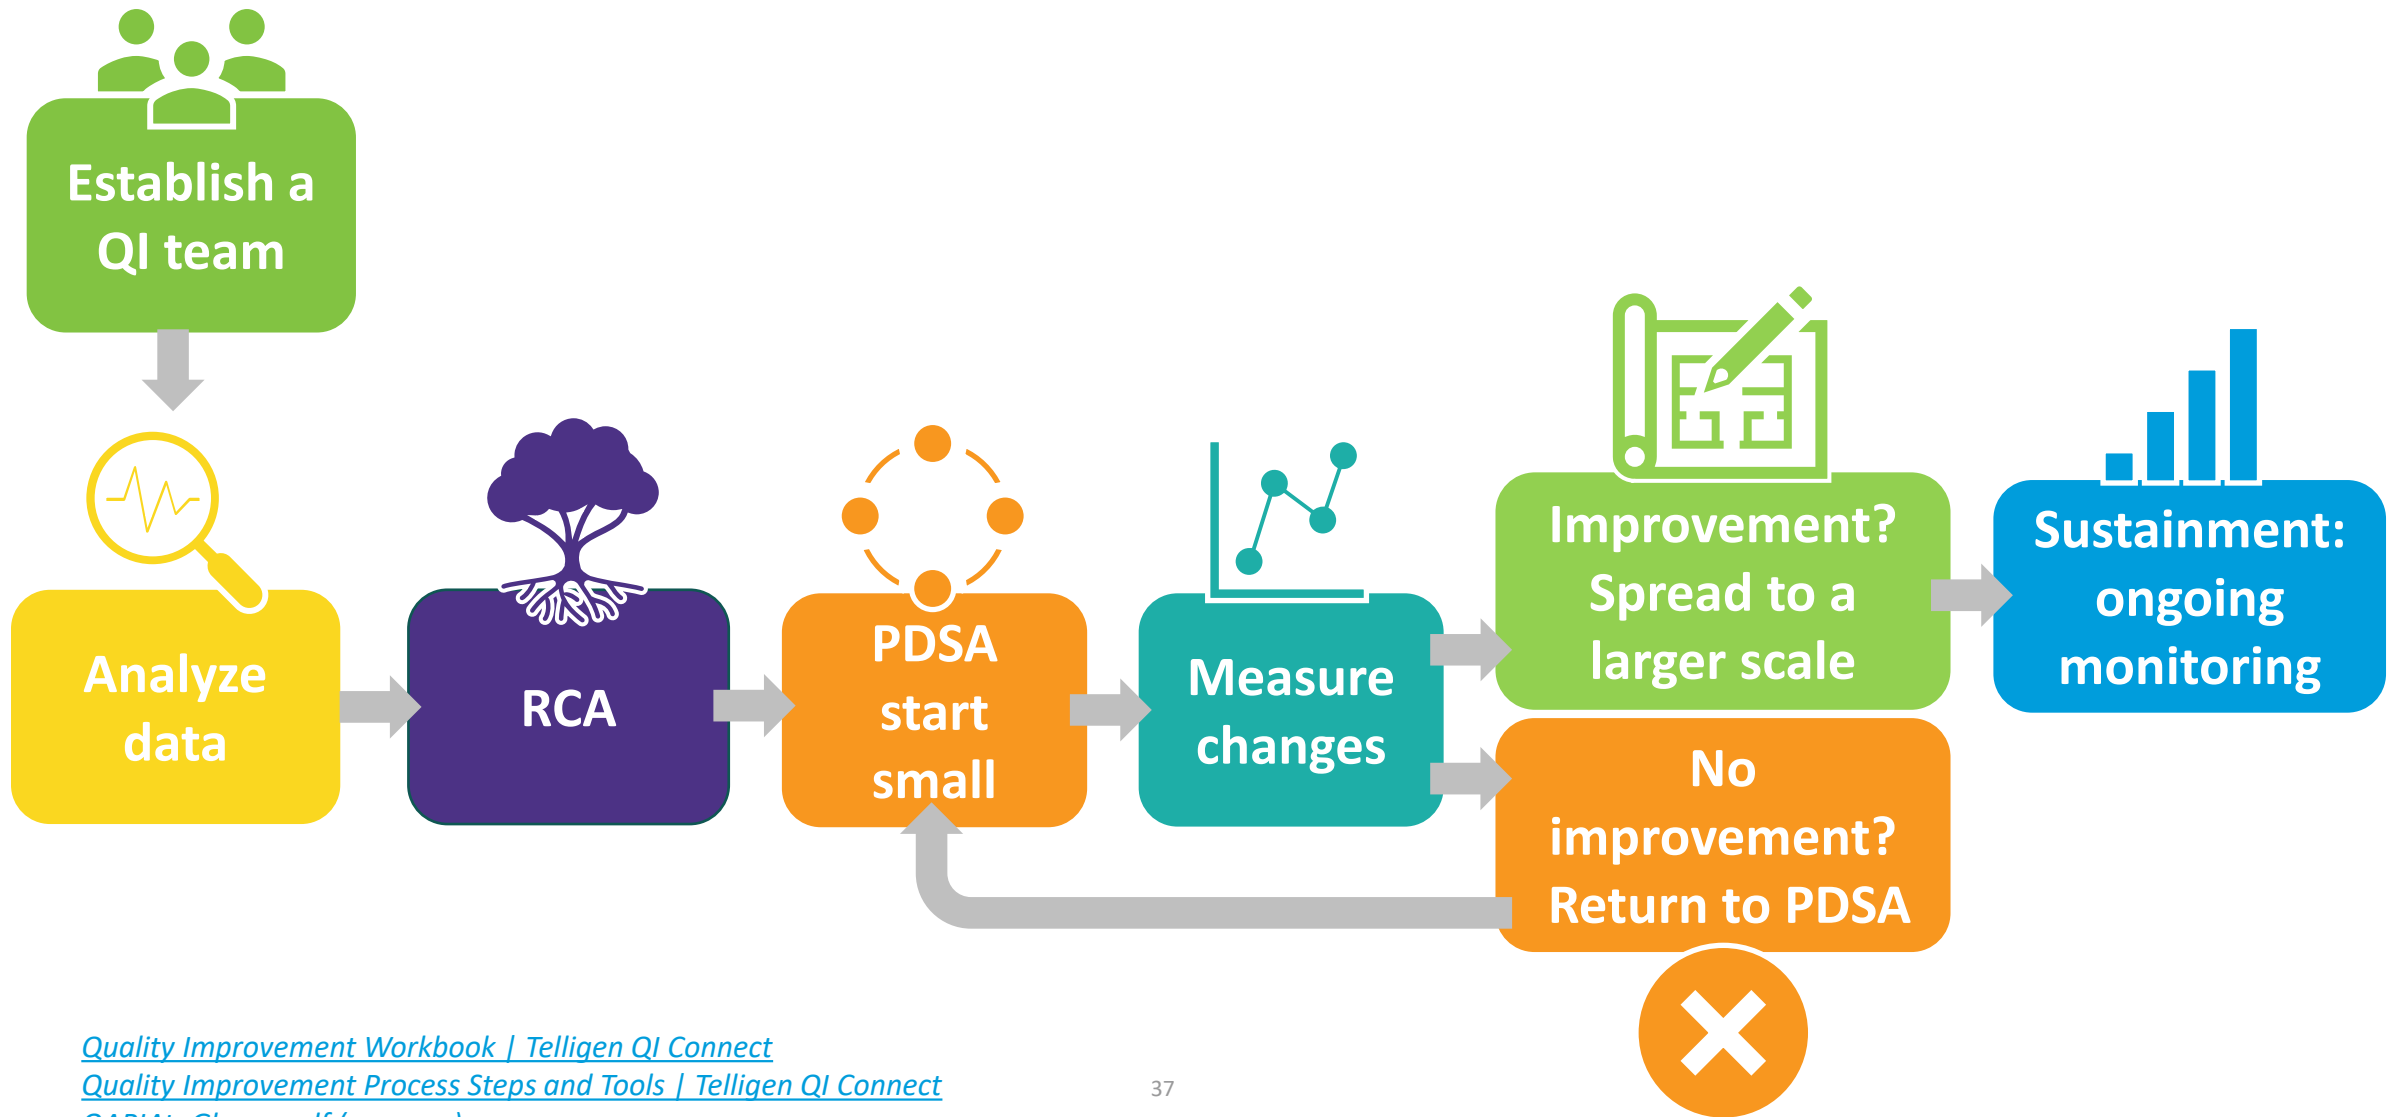 Establish a
QI team
Analyze
data
RCA
PDSA
start
small
Measure
changes
Improvement?
Spread to a
larger scale
No
improvement?
Return to PDSA
Sustainment:
ongoing
monitoring
Quality Improvement Workbook | Telligen QI Connect
Quality Improvement Process Steps and Tools | Telligen QI Connect
37